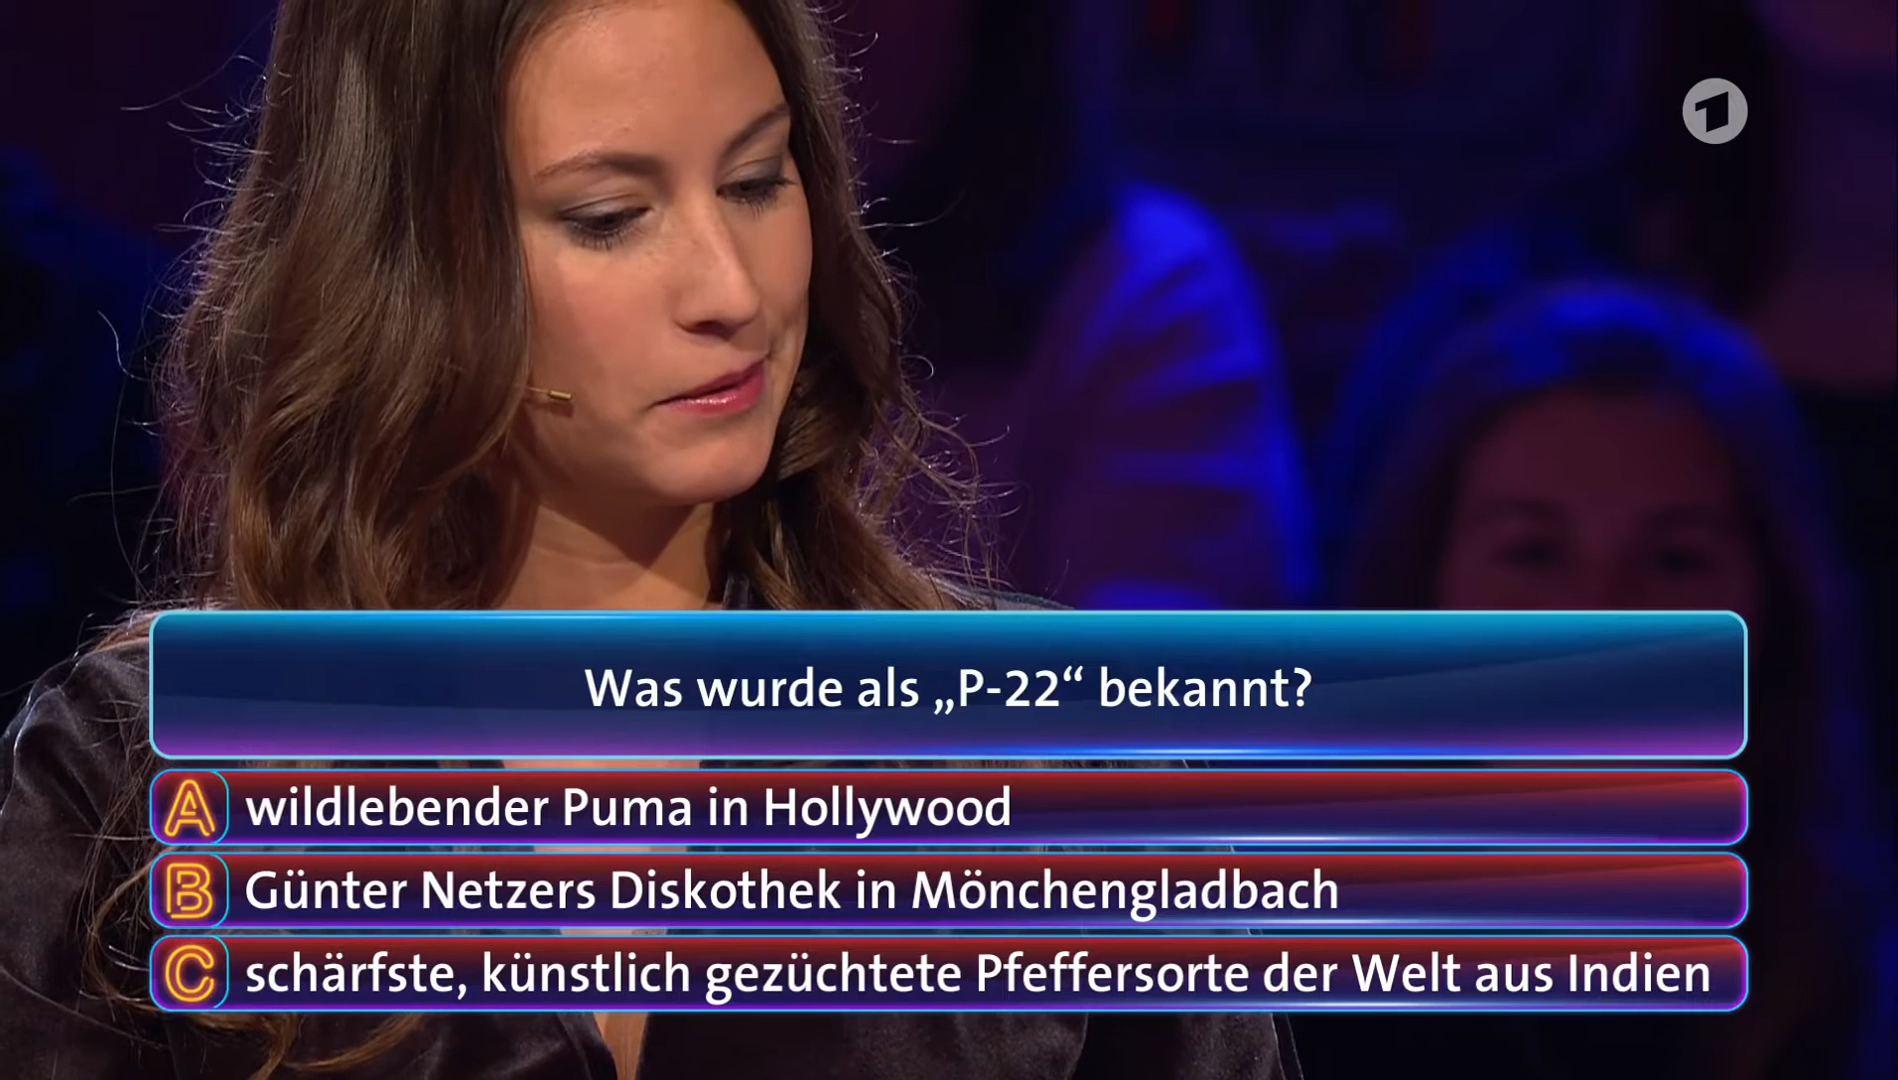 Was wurde als „P-22“ bekannt?
A wildlebender Puma in Hollywood
B Günter Netzers Diskothek in Mönchengladbach
C schärfste, künstlich gezüchtete Pfeffersorte der Welt aus Indien